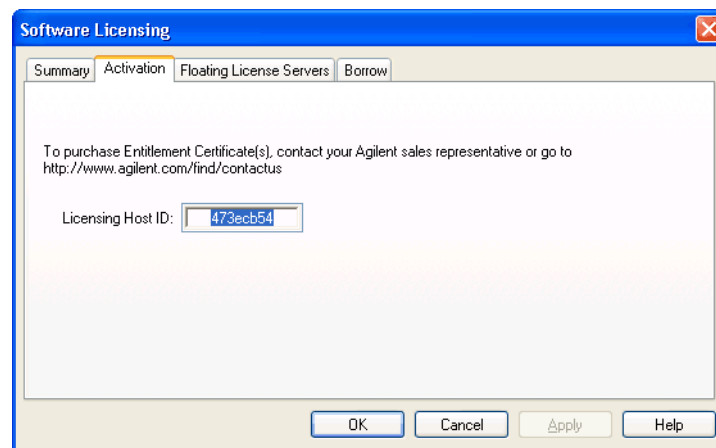 Software Licensing
Summary Activation Floating License Servers Borrow
To purchase Entitlement Certificate(s), contact your Agilent sales representative or go to
http://www.agilent.com/find/contactus
Licensing Host ID: 473ecb54
OK Cancel Apply Help